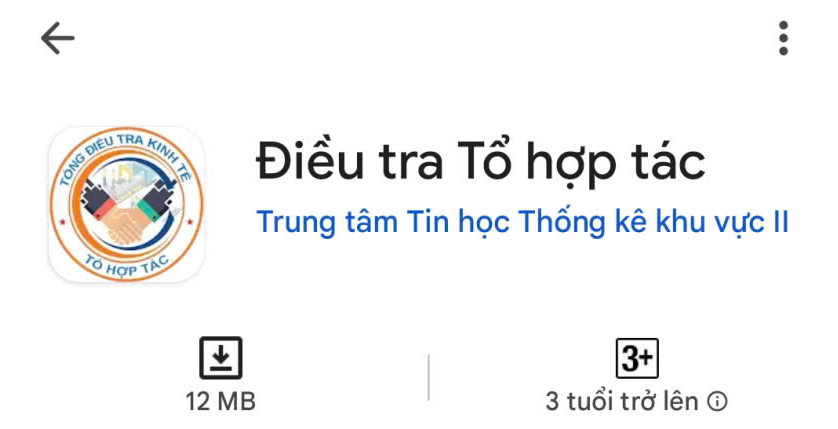 TỔNG ĐIỀU TRA KINH TẾ
TỔ HỢP TÁC
Điều tra Tổ hợp tác
Trung tâm Tin học Thống kê khu vực II
12 MB
3+
3 tuổi trở lên